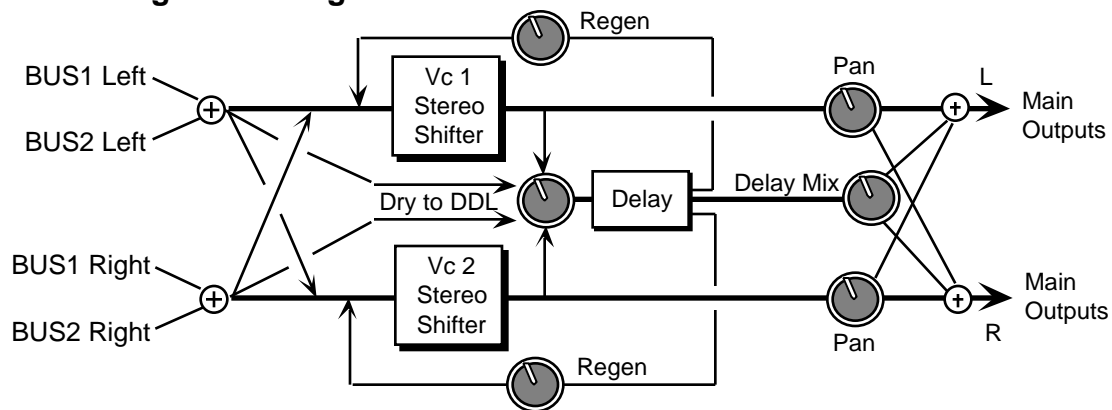 Regen
BUS1 Left
BUS2 Left
Vc 1
Stereo
Shifter
Pan
L
Main
Outputs
Dry to DDL
Delay
Delay Mix
BUS1 Right
BUS2 Right
Vc 2
Stereo
Shifter
Pan
R
Main
Outputs
Regen